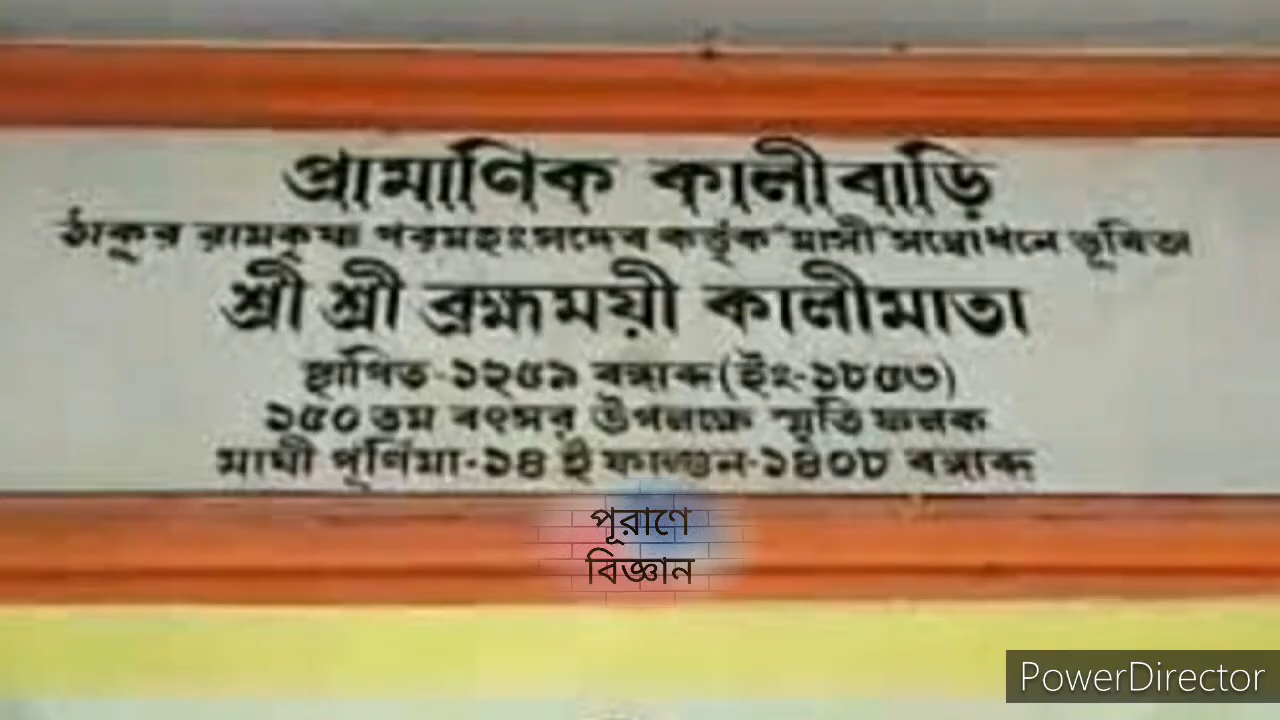 প্রামাণিক কালীবাড়ি
ঠাকুর রামকৃষ্ণ পরমহংসদেব কর্তৃক "মাসী" সম্বোধনে ভূষিতা
শ্রী শ্রী ব্রহ্মময়ী কালীমাতা
স্থাপিত-১২৫৯ বঙ্গাব্দ (ইং-১৮৫৩)
১৫০ তম বৎসর উপলক্ষে স্মৃতি ফলক
মাঘী পূর্ণিমা-১৪ ই ফাল্গুন-১৪০৮ বঙ্গাব্দ
পূরাণে
বিজ্ঞান
PowerDirector